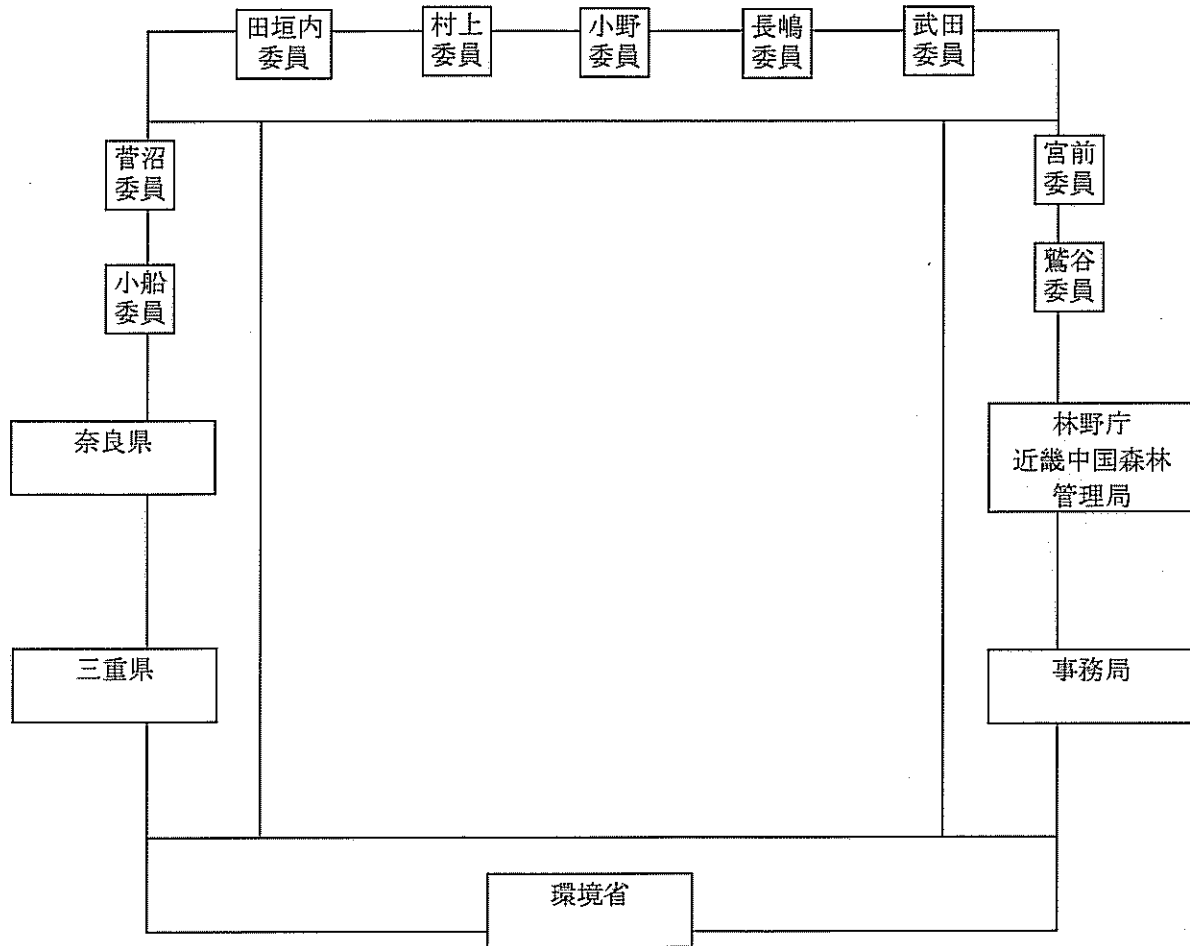 田垣内
委員
村上
委員
小野
委員
長嶋
委員
武田
委員
菅沼
委員
宮前
委員
小船
委員
鷲谷
委員
奈良県
林野庁
近畿中国森林
管理局
三重県
事務局
環境省